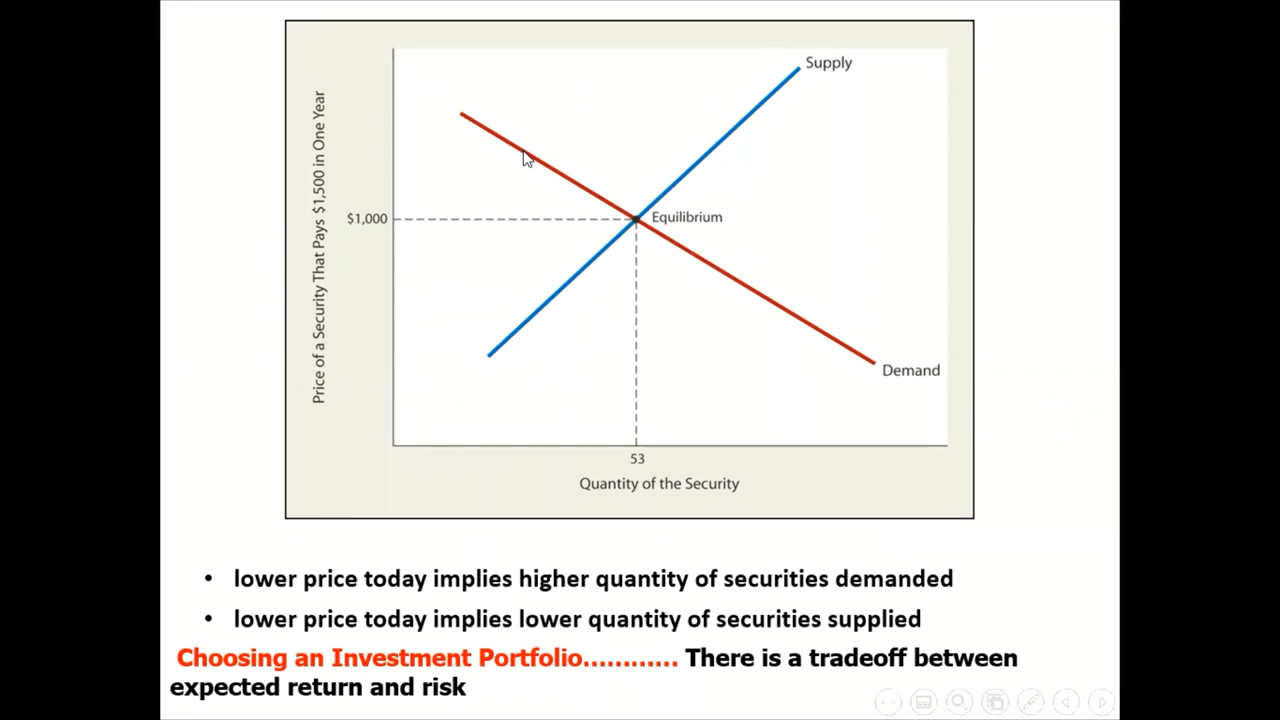 Supply
Price of a Security That Pays $1,500 in One Year
$1,000
Equilibrium
Demand
53
Quantity of the Security
• lower price today implies higher quantity of securities demanded
• lower price today implies lower quantity of securities supplied
Choosing an Investment Portfolio............ There is a tradeoff between
expected return and risk